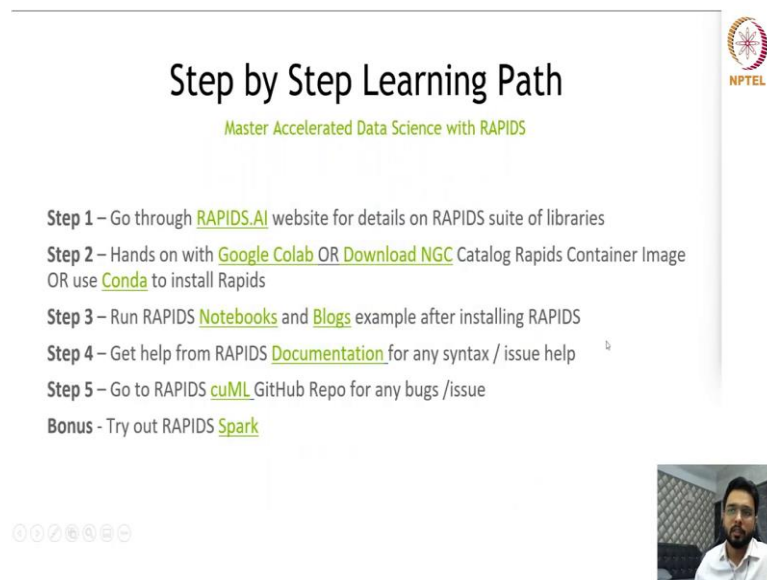 Step by Step Learning Path
NPTEL
Master Accelerated Data Science with RAPIDS
Step 1 – Go through RAPIDS.AI website for details on RAPIDS suite of libraries
Step 2 – Hands on with Google Colab OR Download NGC Catalog Rapids Container Image
OR use Conda to install Rapids
Step 3 – Run RAPIDS Notebooks and Blogs example after installing RAPIDS
Step 4 – Get help from RAPIDS Documentation for any syntax / issue help
Step 5 – Go to RAPIDS cuML GitHub Repo for any bugs /issue
Bonus - Try out RAPIDS Spark